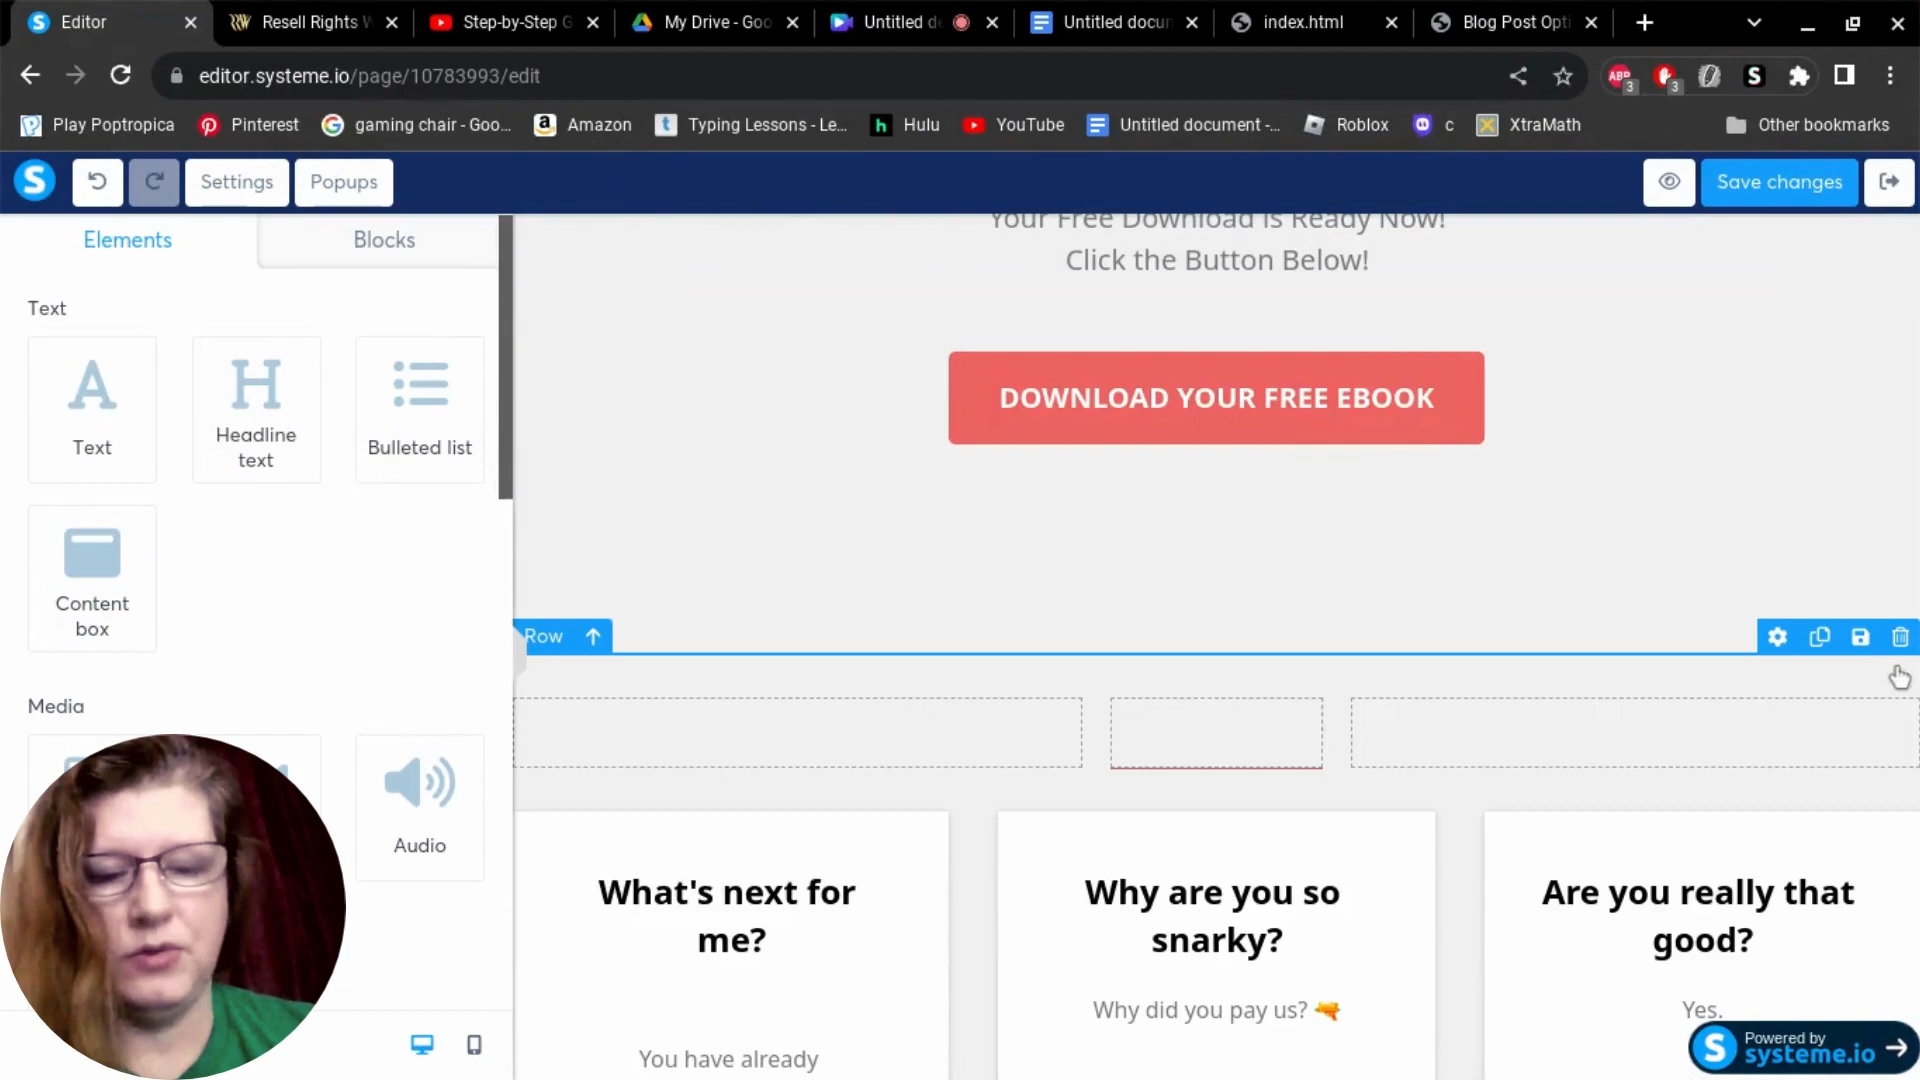 Editor
Resell Rights W
Step-by-Step G
My Drive - Goo
Untitled do
Untitled docun
index.html
Blog Post Opti
editor.systeme.io/page/10783993/edit
ABP
3
3
S
Play Poptropica
Pinterest
gaming chair - Goo...
Amazon
Typing Lessons - Le...
Hulu
YouTube
Untitled document -...
Roblox
c
XtraMath
Other bookmarks
S
Settings
Popups
Save changes
Elements
Blocks
Text
A
Text
H
Headline
text
Bulleted list
Content
box
Media
Audio
Your Free Download Is Ready Now!
Click the Button Below!
DOWNLOAD YOUR FREE EBOOK
Row
What's next for
me?
You have already
Why are you so
snarky?
Why did you pay us?
Are you really that
good?
Yes.
S
Powered by
systeme.io